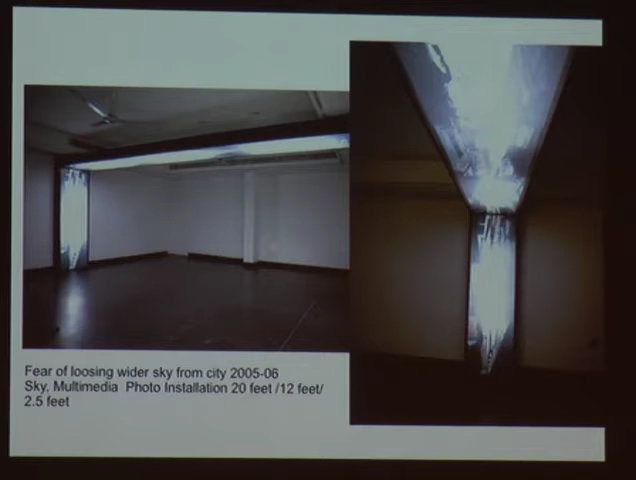 Fear of loosing wider sky from city 2005-06
Sky, Multimedia Photo Installation 20 feet /12 feet/
2.5 feet